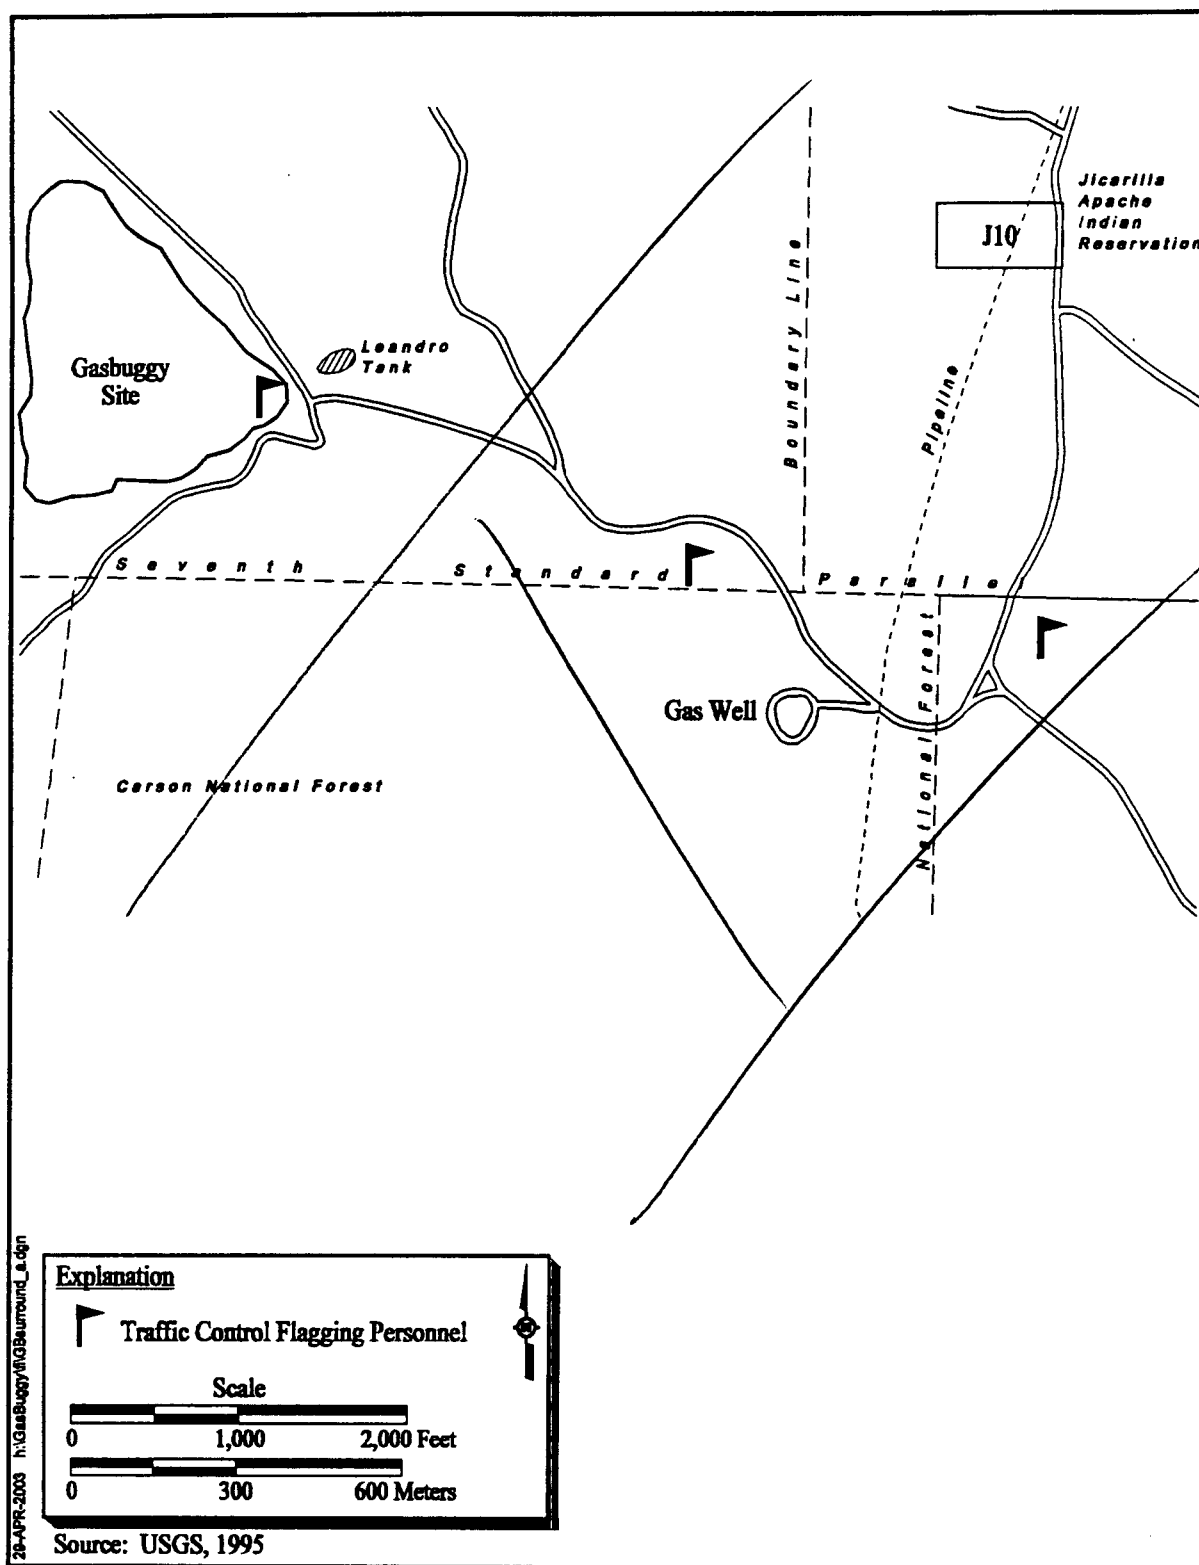 Jicarilla
Apache
Indian
Reservation
J10
Boundary Line
Pipeline
Leandro
Tank
Gasbuggy
Site
Seventh Standard Parallel
National Forest
Gas Well
Carson National Forest
Explanation
Traffic Control Flagging Personnel
Scale
0 1,000 2,000 Feet
0 300 600 Meters
Source: USGS, 1995
29-APR-2003